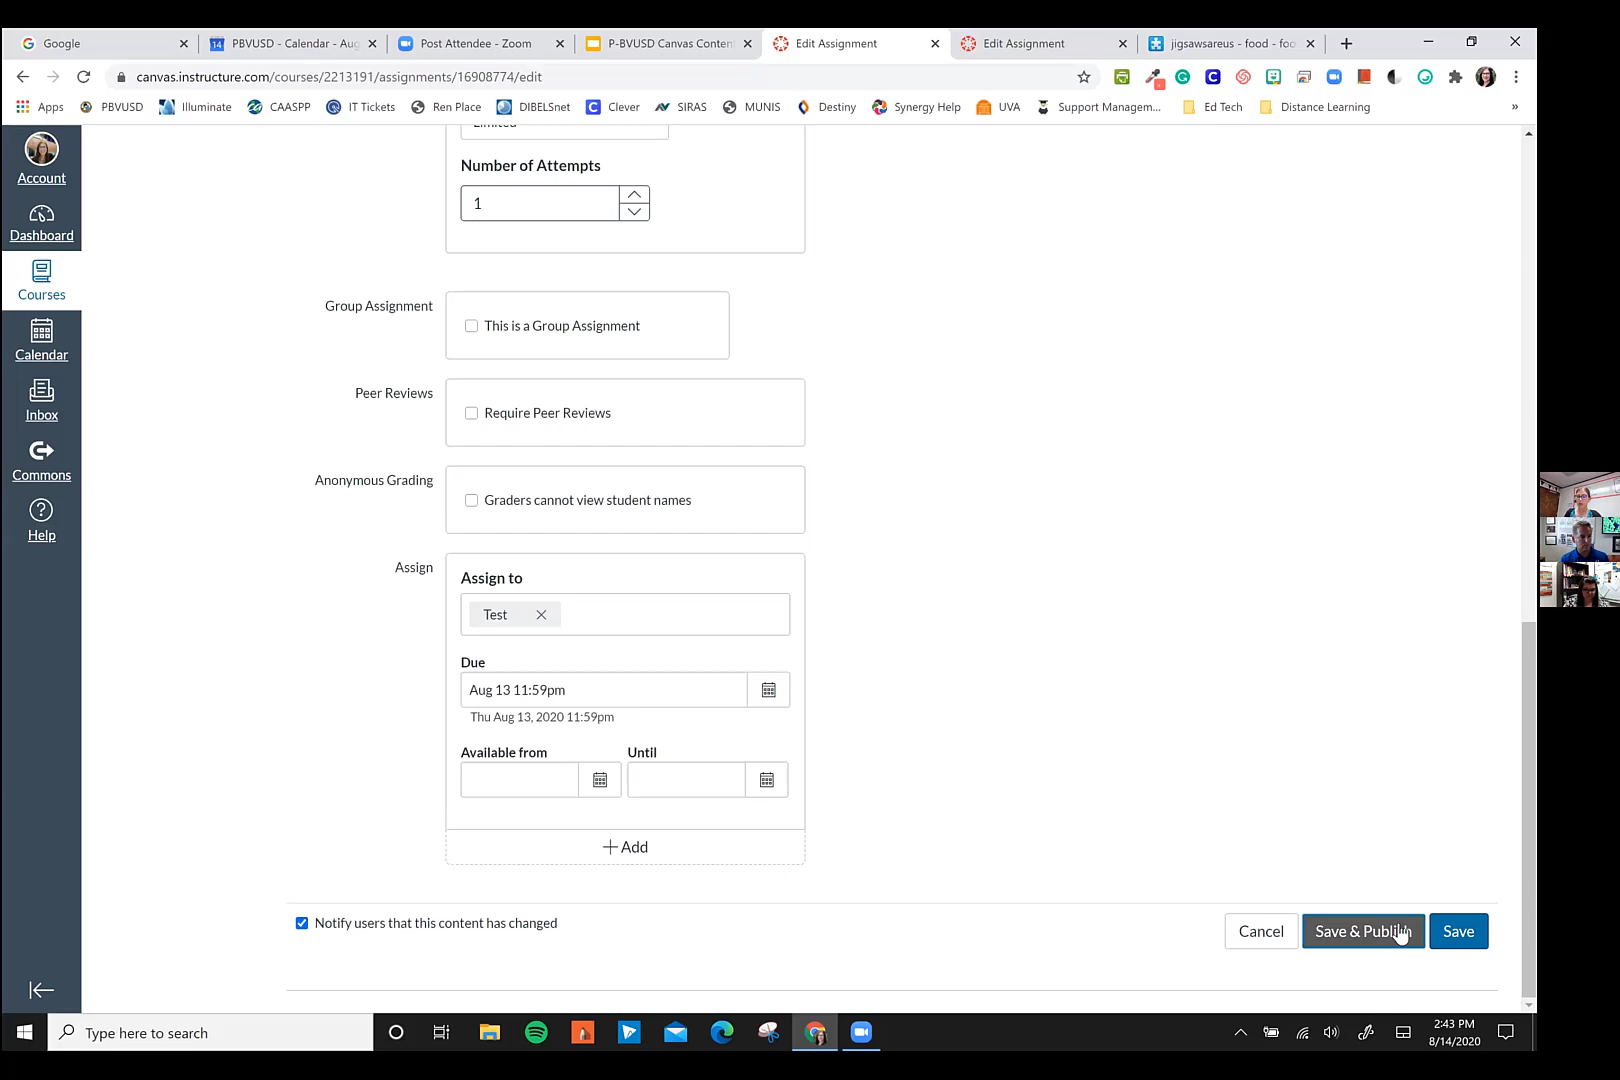 Google
14 PBVUSD - Calendar - Aug
Post Attendee - Zoom
P-BVUSD Canvas Conten
Edit Assignment
Edit Assignment
jigsawsareus - food - foo
canvas.instructure.com/courses/2213191/assignments/16908774/edit
Apps PBVUSD Illuminate CAASPP IT Tickets Ren Place DIBELSnet Clever SIRAS MUNIS Destiny Synergy Help UVA Support Managem... Ed Tech Distance Learning »
Account
Dashboard
Courses
Calendar
Inbox
Commons
Help
Limited
Number of Attempts
1
Group Assignment
This is a Group Assignment
Peer Reviews
Require Peer Reviews
Anonymous Grading
Graders cannot view student names
Assign
Assign to
Test
Due
Aug 13 11:59pm
Thu Aug 13, 2020 11:59pm
Available from
Until
+ Add
Notify users that this content has changed
Cancel
Save & Publish
Save
Type here to search
2:43 PM
8/14/2020